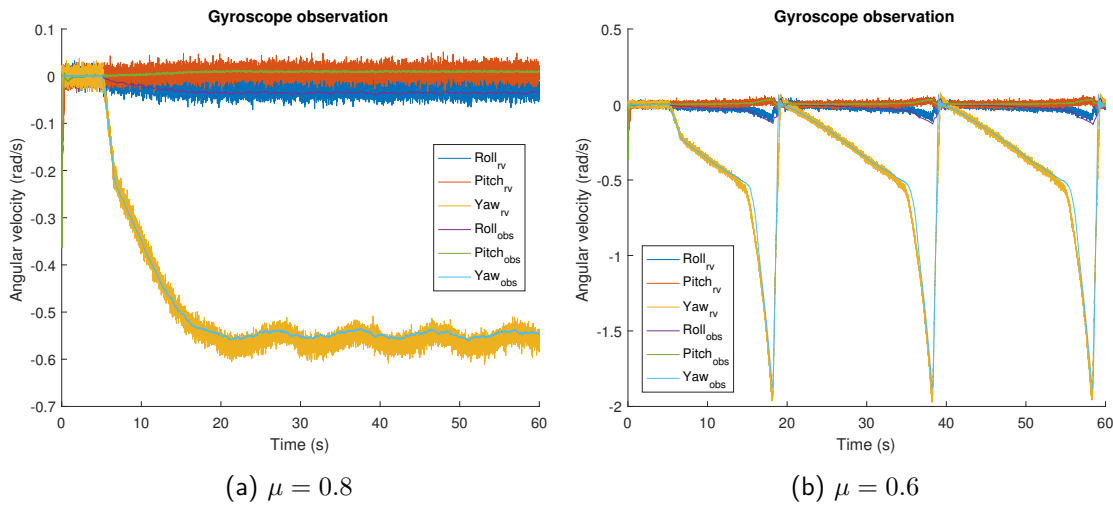 Gyroscope observation
0.1
0
-0.1
-0.2
-0.3
-0.4
-0.5
-0.6
-0.7
Angular velocity (rad/s)
0 10 20 30 40 50 60
Time (s)
Roll_rv
Pitch_rv
Yaw_rv
Roll_obs
Pitch_obs
Yaw_obs
(a) μ = 0.8
Gyroscope observation
0.5
0
-0.5
-1
-1.5
-2
Angular velocity (rad/s)
0 10 20 30 40 50 60
Time (s)
Roll_rv
Pitch_rv
Yaw_rv
Roll_obs
Pitch_obs
Yaw_obs
(b) μ = 0.6